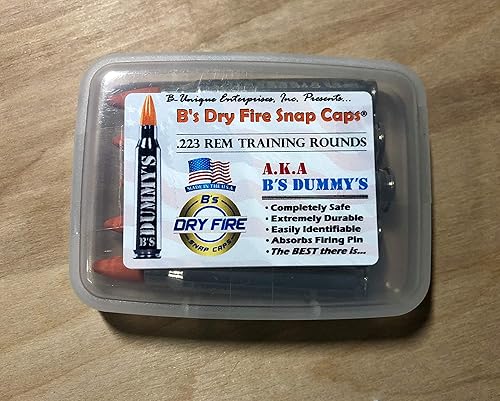 B-Unique Enterprises, Inc. Presents...
B's Dry Fire Snap Caps®
.223 REM TRAINING ROUNDS
B'S DUMMY'S
MADE IN THE U.S.A
A.K.A
B'S DUMMY'S
B's
DRY FIRE
SNAP CAPS
• Completely Safe
• Extremely Durable
• Easily Identifiable
• Absorbs Firing Pin
• The BEST there is...